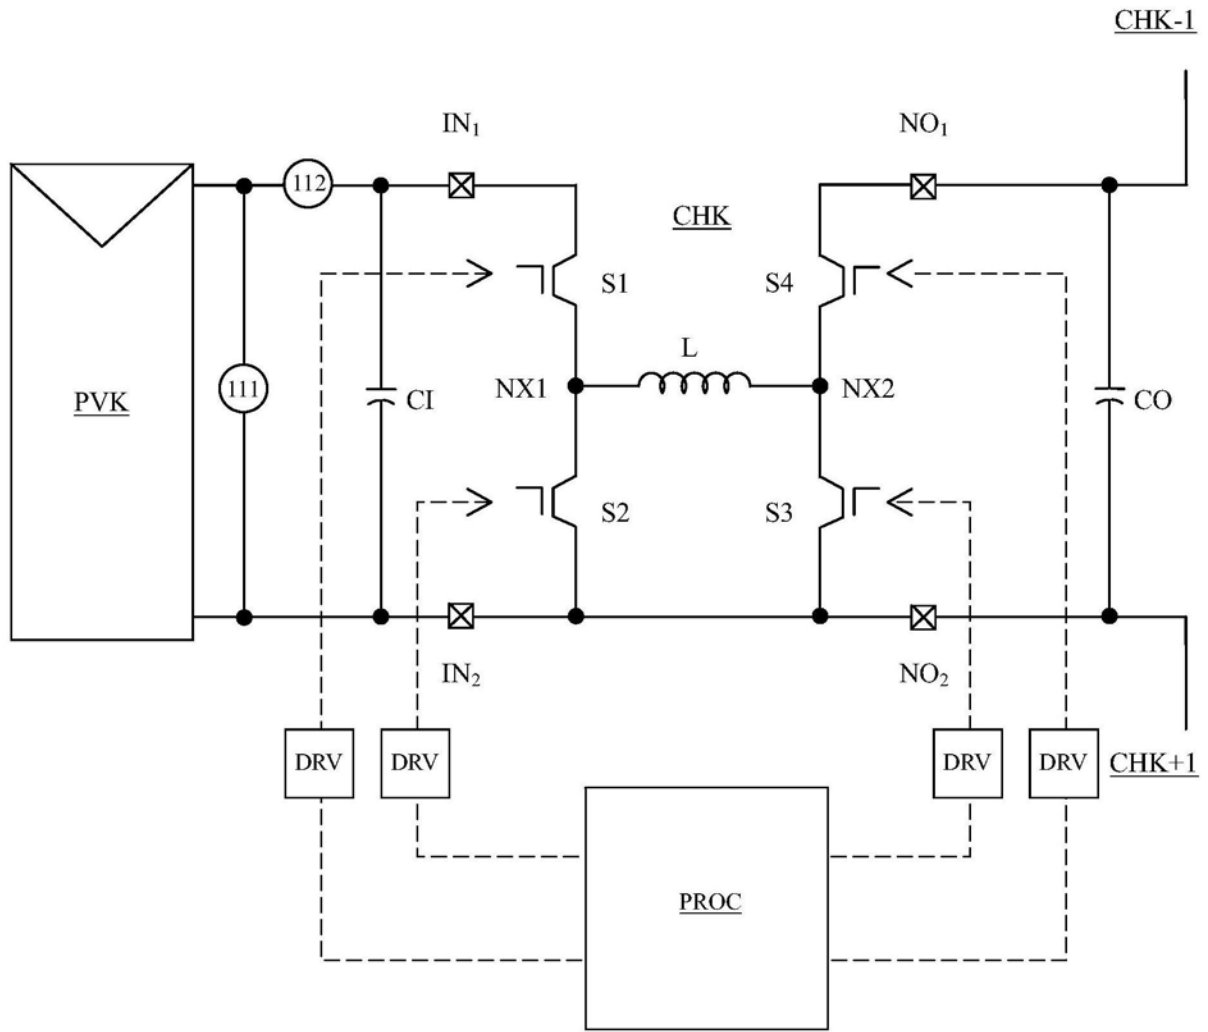 CHK-1
IN₁
NO₁
112
CHK
S1
S4
L
PVK
111
CI
NX1
NX2
CO
S2
S3
IN₂
NO₂
DRV
DRV
DRV
DRV
CHK+1
PROC